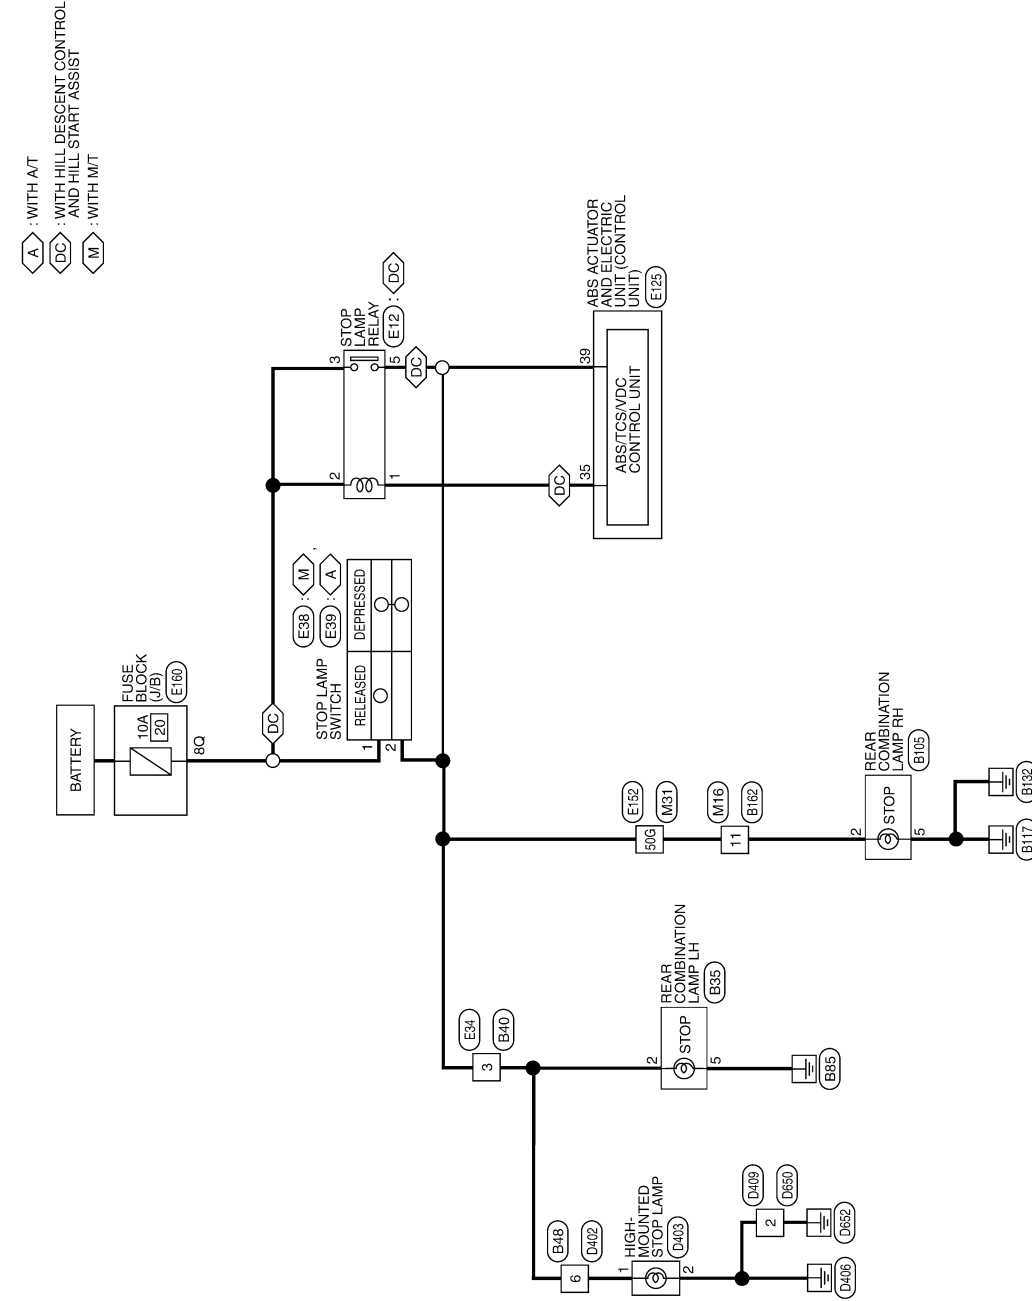 A : WITH A/T
DC : WITH HILL DESCENT CONTROL
AND HILL START ASSIST
M : WITH M/T
BATTERY
FUSE
BLOCK
(J/B)
E160
10A
20
8Q
DC
STOP LAMP
SWITCH
E38 : M ,
E39 : A
RELEASED
DEPRESSED
1
2
STOP
LAMP
RELAY
E12 : DC
2
3
1
5
DC
DC
35
39
ABS/TCS/VDC
CONTROL UNIT
ABS ACTUATOR
AND ELECTRIC
UNIT (CONTROL
UNIT)
E125
E34
B40
3
E152
M31
50G
M16
B162
11
REAR
COMBINATION
LAMP RH
B105
2
STOP
5
B117
B132
REAR
COMBINATION
LAMP LH
B35
2
STOP
5
B85
B48
D402
6
HIGH-
MOUNTED
STOP LAMP
D403
1
2
D409
D650
2
D406
D652